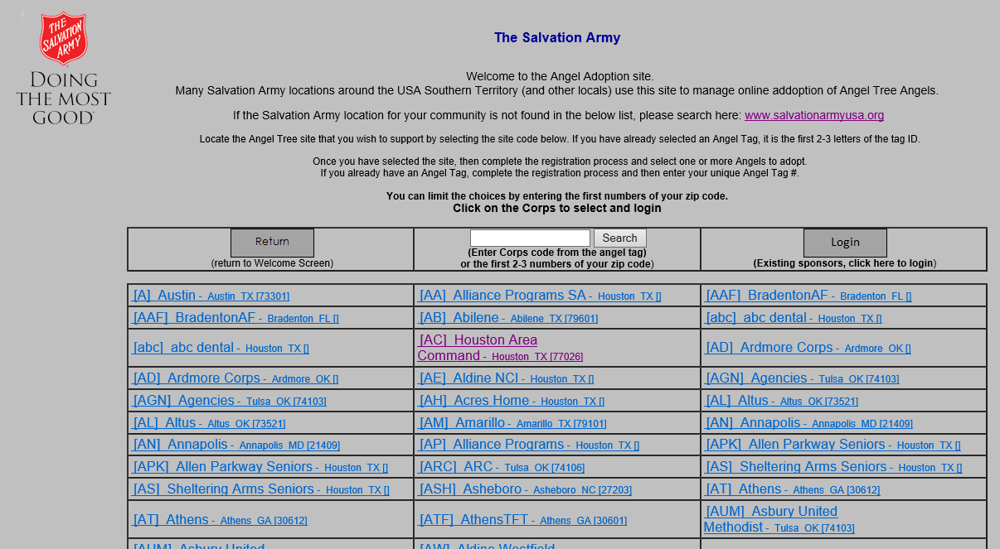 THE
SALVATION
ARMY
DOING
THE MOST
GOOD
The Salvation Army
Welcome to the Angel Adoption site.
Many Salvation Army locations around the USA Southern Territory (and other locals) use this site to manage online addoption of Angel Tree Angels.
If the Salvation Army location for your community is not found in the below list, please search here: www.salvationarmyusa.org
Locate the Angel Tree site that you wish to support by selecting the site code below. If you have already selected an Angel Tag, it is the first 2-3 letters of the tag ID.
Once you have selected the site, then complete the registration process and select one or more Angels to adopt.
If you already have an Angel Tag, complete the registration process and then enter your unique Angel Tag #.
You can limit the choices by entering the first numbers of your zip code.
Click on the Corps to select and login
Return
(return to Welcome Screen)
Search
(Enter Corps code from the angel tag)
or the first 2-3 numbers of your zip code)
Login
(Existing sponsors, click here to login)
[A] Austin - Austin TX [73301]
[AA] Alliance Programs SA - Houston TX []
[AAF] BradentonAF - Bradenton FL []
[AAF] BradentonAF - Bradenton FL []
[AB] Abilene - Abilene TX [79601]
[abc] abc dental - Houston TX []
[abc] abc dental - Houston TX []
[AC] Houston Area
Command - Houston TX [77026]
[AD] Ardmore Corps - Ardmore OK []
[AD] Ardmore Corps - Ardmore OK []
[AE] Aldine NCI - Houston TX []
[AGN] Agencies - Tulsa OK [74103]
[AGN] Agencies - Tulsa OK [74103]
[AH] Acres Home - Houston TX []
[AL] Altus - Altus OK [73521]
[AL] Altus - Altus OK [73521]
[AM] Amarillo - Amarillo TX [79101]
[AN] Annapolis - Annapolis MD [21409]
[AN] Annapolis - Annapolis MD [21409]
[AP] Alliance Programs - Houston TX []
[APK] Allen Parkway Seniors - Houston TX []
[APK] Allen Parkway Seniors - Houston TX []
[ARC] ARC - Tulsa OK [74106]
[AS] Sheltering Arms Seniors - Houston TX []
[AS] Sheltering Arms Seniors - Houston TX []
[ASH] Asheboro - Asheboro NC [27203]
[AT] Athens - Athens GA [30612]
[AT] Athens - Athens GA [30612]
[ATF] AthensTFT - Athens GA [30601]
[AUM] Asbury United
Methodist - Tulsa OK [74103]
[AUM] Asbury United
[AW] Aldine Westfield